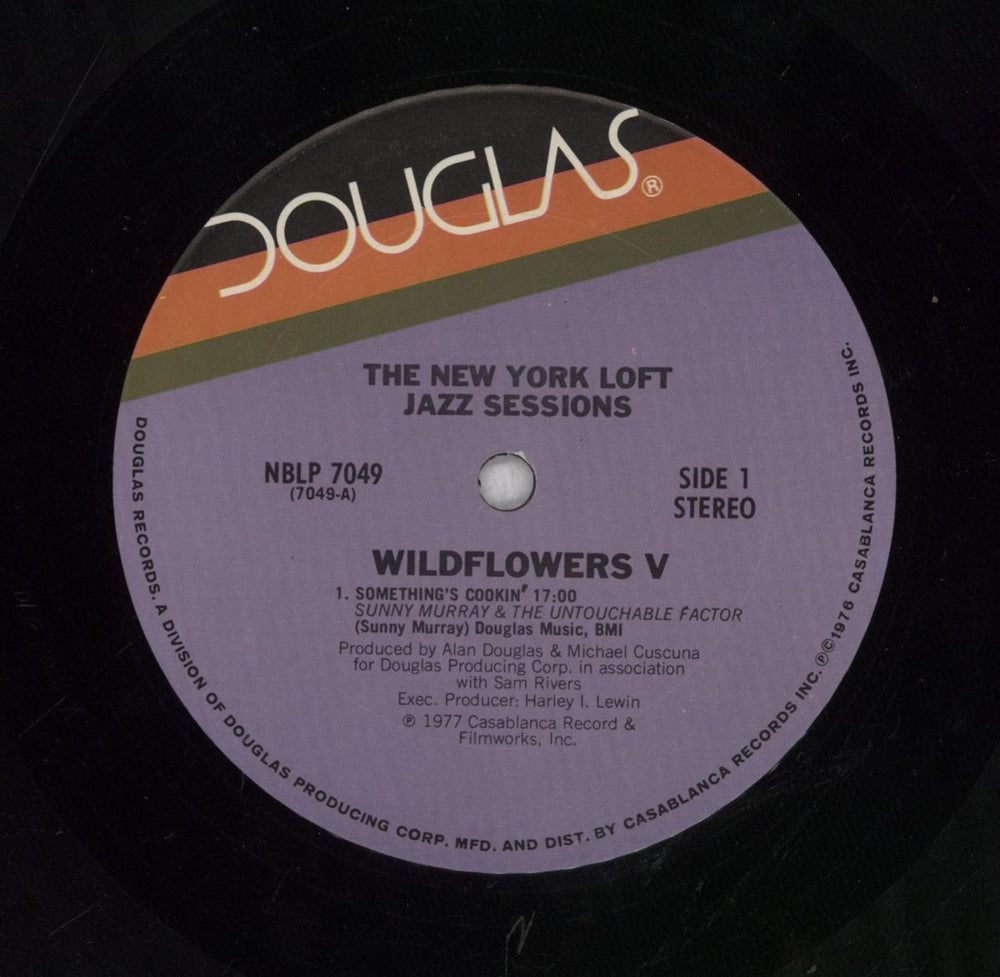 DOUGLAS®
THE NEW YORK LOFT
JAZZ SESSIONS
NBLP 7049
(7049-A)
SIDE 1
STEREO
WILDFLOWERS V
1. SOMETHING'S COOKIN' 17:00
SUNNY MURRAY & THE UNTOUCHABLE FACTOR
(Sunny Murray) Douglas Music, BMI
Produced by Alan Douglas & Michael Cuscuna
for Douglas Producing Corp. in association
with Sam Rivers
Exec. Producer: Harley I. Lewin
℗ 1977 Casablanca Record &
Filmworks, Inc.
DOUGLAS RECORDS. A DIVISION OF DOUGLAS PRODUCING CORP. MFD. AND DIST. BY CASABLANCA RECORDS INC. ℗©1976 CASABLANCA RECORDS INC.